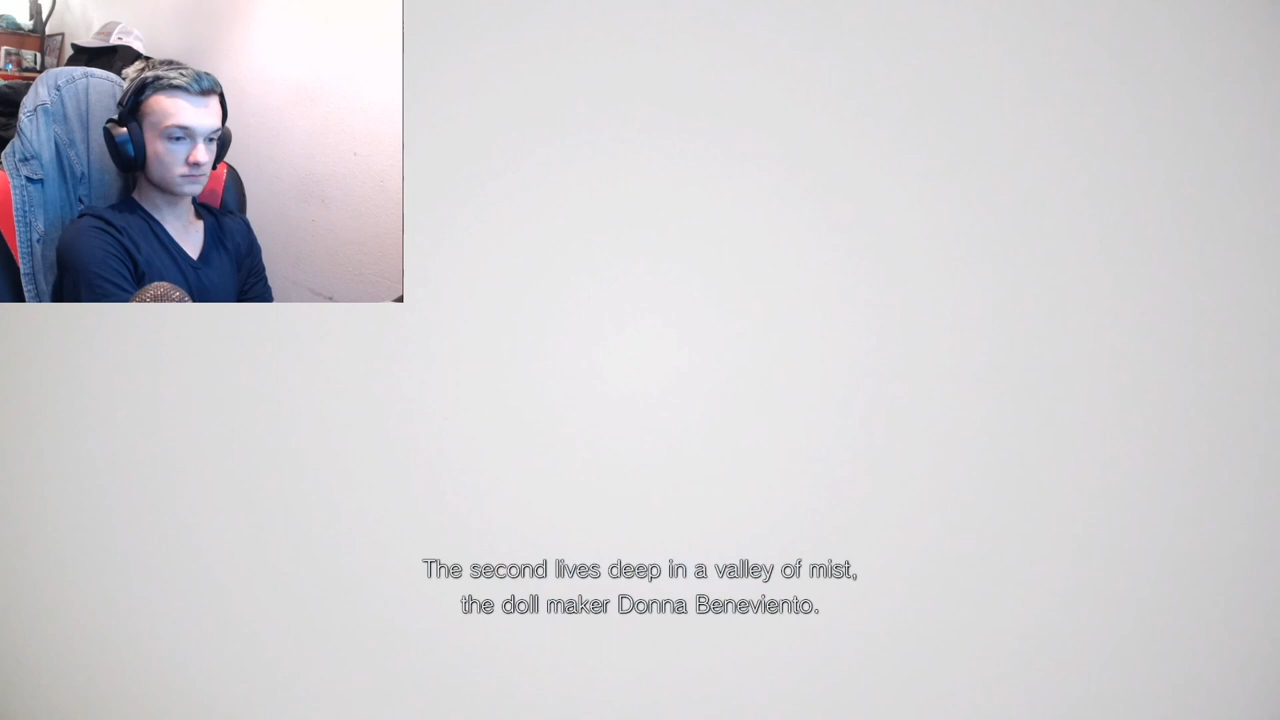 The second lives deep in a valley of mist,
the doll maker Donna Beneviento.